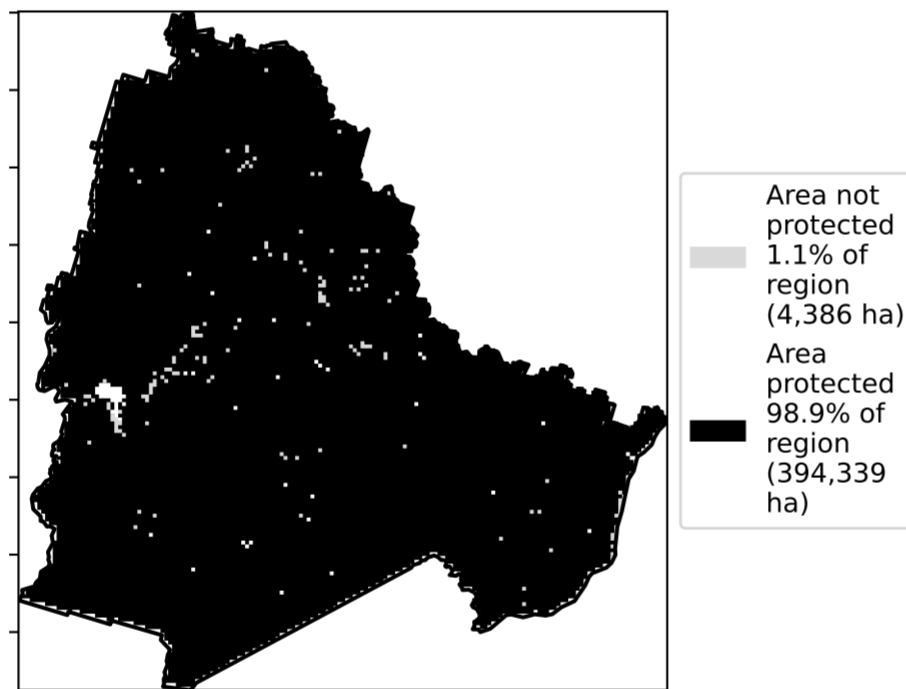 Area not
protected
1.1% of
region
(4,386 ha)
Area
protected
98.9% of
region
(394,339
ha)